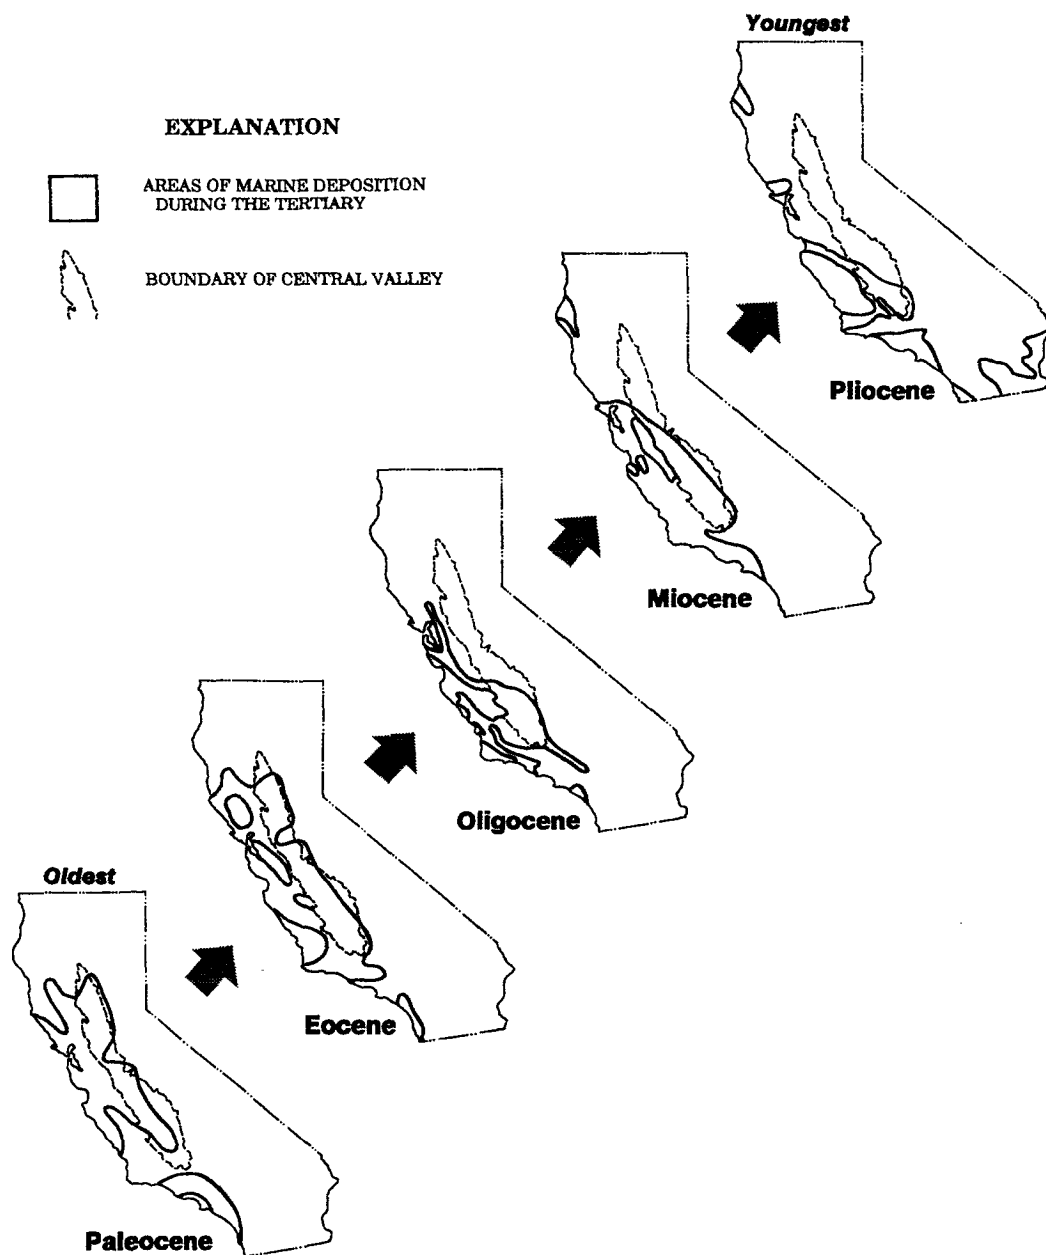 Youngest
EXPLANATION
AREAS OF MARINE DEPOSITION
DURING THE TERTIARY
BOUNDARY OF CENTRAL VALLEY
Pliocene
Miocene
Oligocene
Oldest
Eocene
Paleocene